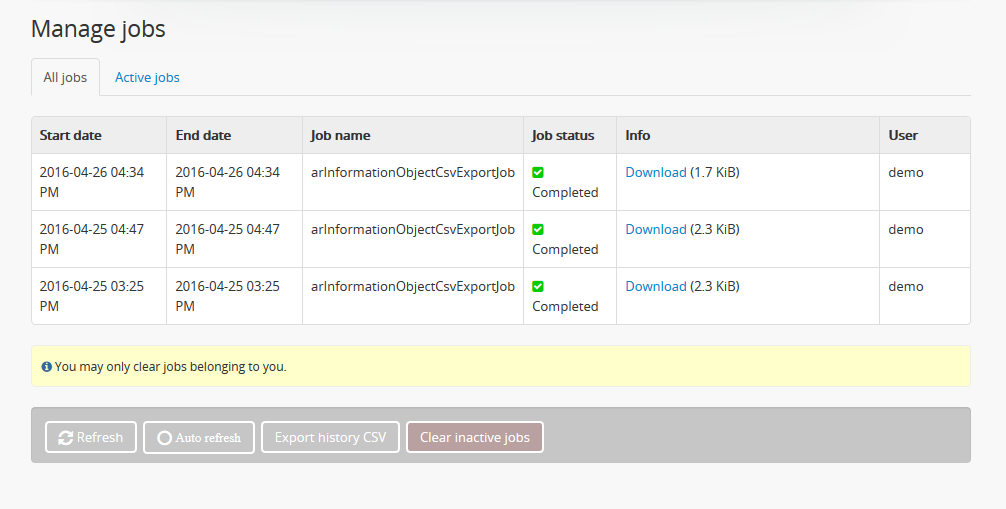 Manage jobs
All jobs Active jobs
Start date End date Job name Job status Info User
2016-04-26 04:34 PM 2016-04-26 04:34 PM arInformationObjectCsvExportJob Completed Download (1.7 KiB) demo
2016-04-25 04:47 PM 2016-04-25 04:47 PM arInformationObjectCsvExportJob Completed Download (2.3 KiB) demo
2016-04-25 03:25 PM 2016-04-25 03:25 PM arInformationObjectCsvExportJob Completed Download (2.3 KiB) demo
You may only clear jobs belonging to you.
Refresh Auto refresh Export history CSV Clear inactive jobs